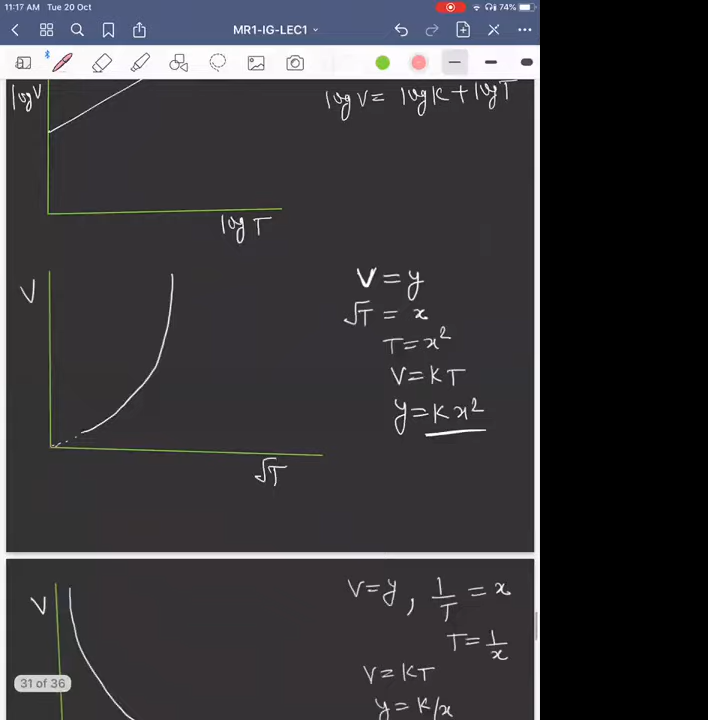 11:17 AM Tue 20 Oct
74%
MR1-IG-LEC1
log V
log V = log K + log T
log T
V
V = y
√T = x
T = x²
V = KT
y = Kx²
√T
V = y , 1/T = x
V
T = 1/x
V = KT
31 of 36
y = K/x